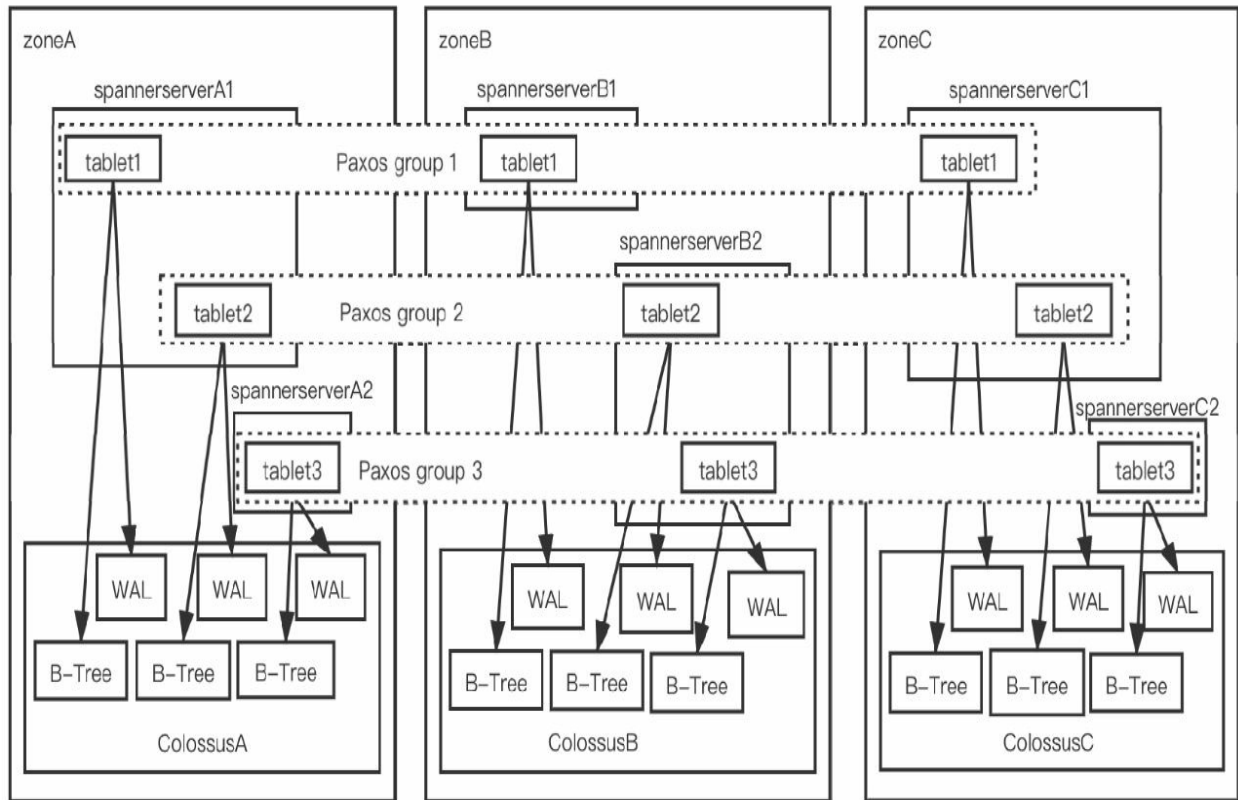 zoneA
zoneB
zoneC
spannerserverA1
spannerserverB1
spannerserverC1
tablet1
Paxos group 1
tablet1
tablet1
spannerserverB2
tablet2
Paxos group 2
tablet2
tablet2
spannerserverA2
spannerserverC2
tablet3
Paxos group 3
tablet3
tablet3
WAL
WAL
WAL
WAL
WAL
WAL
WAL
WAL
WAL
B-Tree
B-Tree
B-Tree
B-Tree
B-Tree
B-Tree
B-Tree
B-Tree
B-Tree
ColossusA
ColossusB
ColossusC